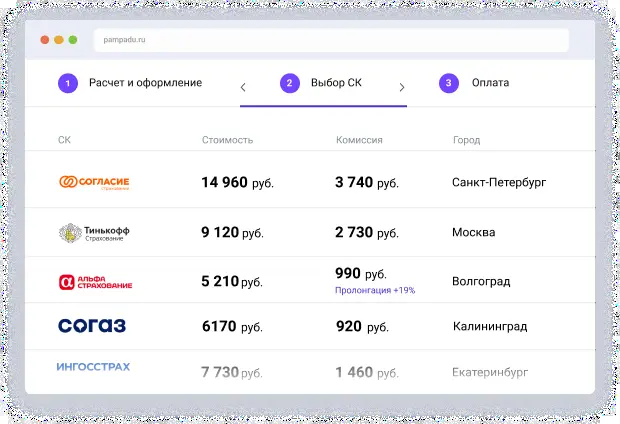 pampadu.ru
1 Расчет и оформление 2 Выбор СК 3 Оплата
СК Стоимость Комиссия Город
СОГЛАСИЕ страхование 14 960 руб. 3 740 руб. Санкт-Петербург
Тинькофф Страхование 9 120 руб. 2 730 руб. Москва
АЛЬФА СТРАХОВАНИЕ 5 210 руб. 990 руб. Волгоград
Пролонгация +19%
СОГАЗ 6170 руб. 920 руб. Калининград
ИНГОССТРАХ 7 730 руб. 1 460 руб. Екатеринбург